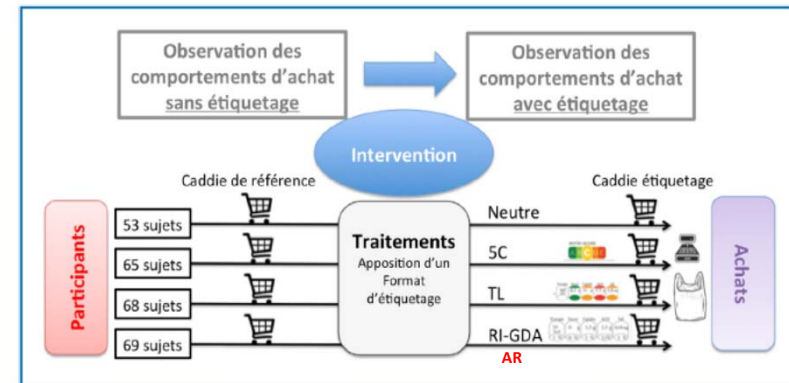 Observation des
comportements d'achat
sans étiquetage
Observation des
comportements d'achat
avec étiquetage
Intervention
Caddie de référence
Caddie étiquetage
Participants
53 sujets
65 sujets
68 sujets
69 sujets
Traitements
Apposition d'un
Format
d'étiquetage
Neutre
5C
TL
RI-GDA
AR
Achats